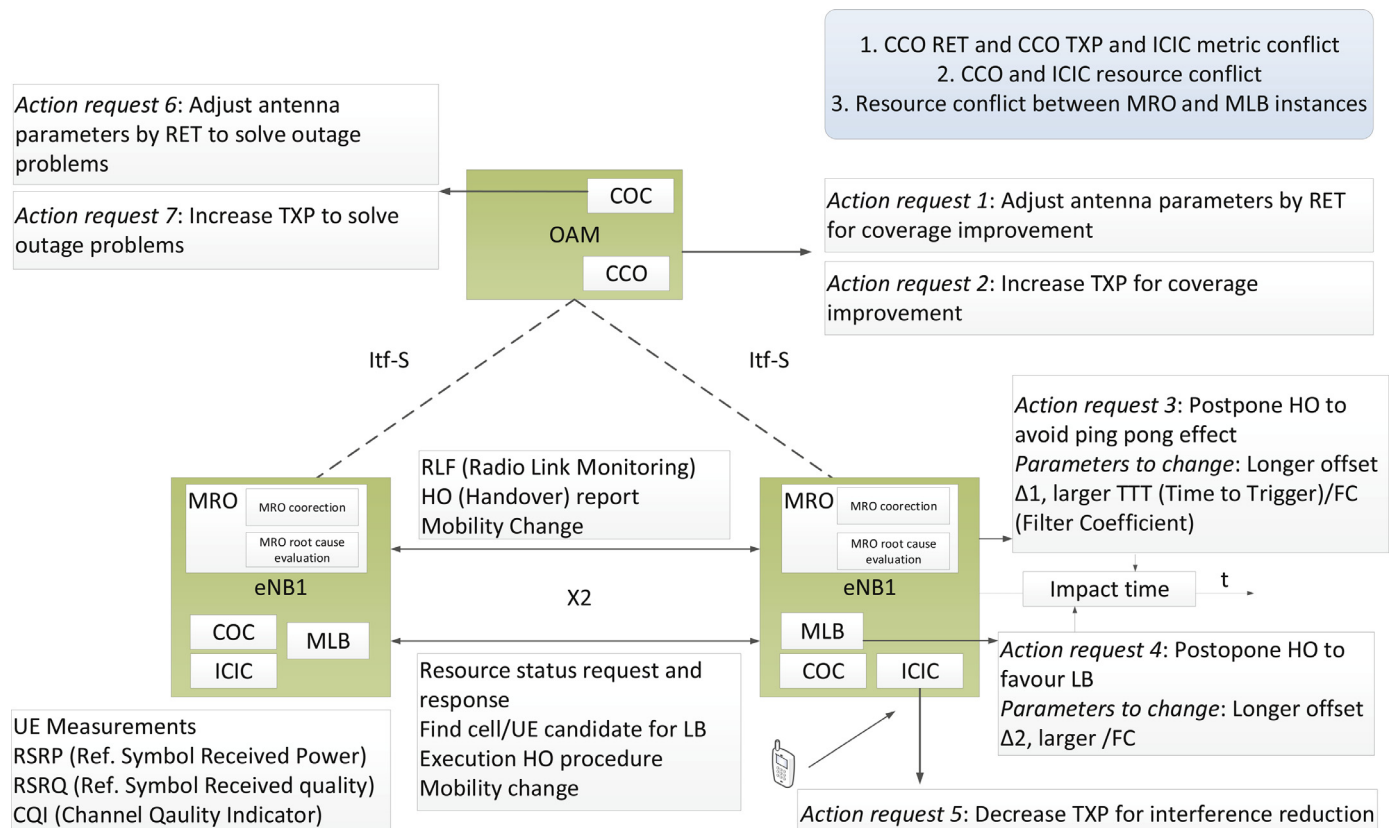 1. CCO RET and CCO TXP and ICIC metric conflict
2. CCO and ICIC resource conflict
3. Resource conflict between MRO and MLB instances
Action request 6: Adjust antenna
parameters by RET to solve outage
problems
Action request 7: Increase TXP to solve
outage problems
COC
OAM
CCO
Action request 1: Adjust antenna parameters by RET
for coverage improvement
Action request 2: Increase TXP for coverage
improvement
Itf-S
Itf-S
RLF (Radio Link Monitoring)
HO (Handover) report
Mobility Change
Action request 3: Postpone HO to
avoid ping pong effect
Parameters to change: Longer offset
Δ1, larger TTT (Time to Trigger)/FC
(Filter Coefficient)
MRO
MRO coorection
MRO root cause
evaluation
eNB1
COC
MLB
ICIC
X2
MRO
MRO coorection
MRO root cause
evaluation
eNB1
MLB
COC
ICIC
Impact time
t
Action request 4: Postopone HO to
favour LB
Parameters to change: Longer offset
Δ2, larger /FC
Resource status request and
response
Find cell/UE candidate for LB
Execution HO procedure
Mobility change
UE Measurements
RSRP (Ref. Symbol Received Power)
RSRQ (Ref. Symbol Received quality)
CQI (Channel Qaulity Indicator)
Action request 5: Decrease TXP for interference reduction